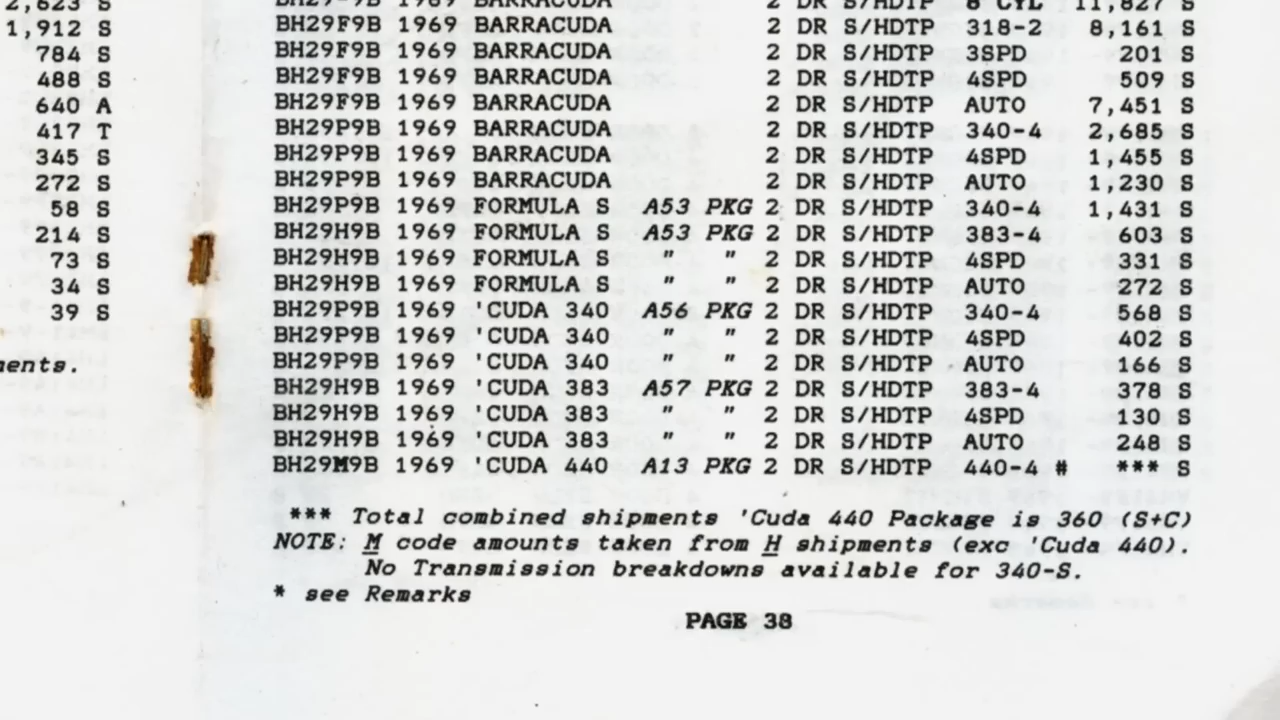 2,623 S
1,912 S
784 S
488 S
640 A
417 T
345 S
272 S
58 S
214 S
73 S
34 S
39 S
ments.
1969 BARRACUDA 2 DR S/HDTP 8 CYL 11,827 S
BH29F9B 1969 BARRACUDA 2 DR S/HDTP 318-2 8,161 S
BH29F9B 1969 BARRACUDA 2 DR S/HDTP 3SPD 201 S
BH29F9B 1969 BARRACUDA 2 DR S/HDTP 4SPD 509 S
BH29F9B 1969 BARRACUDA 2 DR S/HDTP AUTO 7,451 S
BH29P9B 1969 BARRACUDA 2 DR S/HDTP 340-4 2,685 S
BH29P9B 1969 BARRACUDA 2 DR S/HDTP 4SPD 1,455 S
BH29P9B 1969 BARRACUDA 2 DR S/HDTP AUTO 1,230 S
BH29P9B 1969 FORMULA S A53 PKG 2 DR S/HDTP 340-4 1,431 S
BH29H9B 1969 FORMULA S A53 PKG 2 DR S/HDTP 383-4 603 S
BH29H9B 1969 FORMULA S " " 2 DR S/HDTP 4SPD 331 S
BH29H9B 1969 FORMULA S " " 2 DR S/HDTP AUTO 272 S
BH29P9B 1969 'CUDA 340 A56 PKG 2 DR S/HDTP 340-4 568 S
BH29P9B 1969 'CUDA 340 " " 2 DR S/HDTP 4SPD 402 S
BH29P9B 1969 'CUDA 340 " " 2 DR S/HDTP AUTO 166 S
BH29H9B 1969 'CUDA 383 A57 PKG 2 DR S/HDTP 383-4 378 S
BH29H9B 1969 'CUDA 383 " " 2 DR S/HDTP 4SPD 130 S
BH29H9B 1969 'CUDA 383 " " 2 DR S/HDTP AUTO 248 S
BH29M9B 1969 'CUDA 440 A13 PKG 2 DR S/HDTP 440-4 # *** S
*** Total combined shipments 'Cuda 440 Package is 360 (S+C)
NOTE: M code amounts taken from H shipments (exc 'Cuda 440).
No Transmission breakdowns available for 340-S.
* see Remarks
PAGE 38